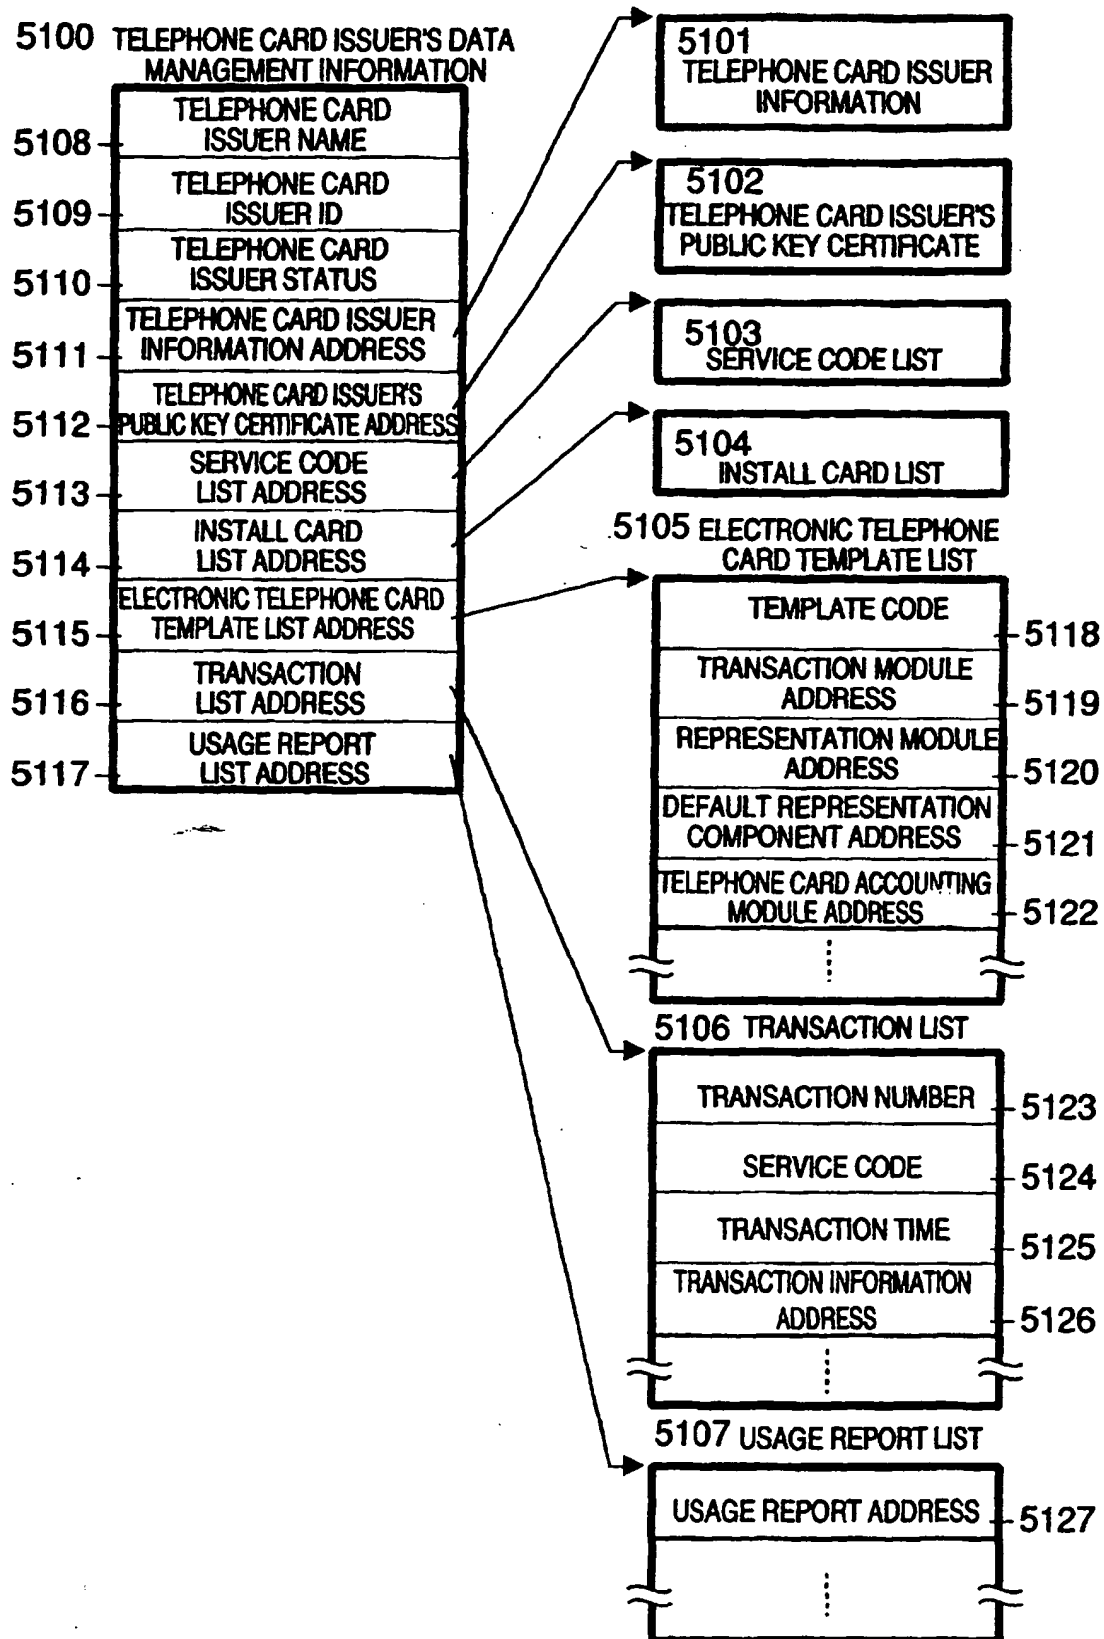 5100 TELEPHONE CARD ISSUER'S DATA
MANAGEMENT INFORMATION
TELEPHONE CARD
ISSUER NAME
5108
TELEPHONE CARD
ISSUER ID
5109
TELEPHONE CARD
ISSUER STATUS
5110
TELEPHONE CARD ISSUER
INFORMATION ADDRESS
5111
TELEPHONE CARD ISSUER'S
PUBLIC KEY CERTIFICATE ADDRESS
5112
SERVICE CODE
LIST ADDRESS
5113
INSTALL CARD
LIST ADDRESS
5114
ELECTRONIC TELEPHONE CARD
TEMPLATE LIST ADDRESS
5115
TRANSACTION
LIST ADDRESS
5116
USAGE REPORT
LIST ADDRESS
5117
5101
TELEPHONE CARD ISSUER
INFORMATION
5102
TELEPHONE CARD ISSUER'S
PUBLIC KEY CERTIFICATE
5103
SERVICE CODE LIST
5104
INSTALL CARD LIST
5105 ELECTRONIC TELEPHONE
CARD TEMPLATE LIST
TEMPLATE CODE
5118
TRANSACTION MODULE
ADDRESS
5119
REPRESENTATION MODULE
ADDRESS
5120
DEFAULT REPRESENTATION
COMPONENT ADDRESS
5121
TELEPHONE CARD ACCOUNTING
MODULE ADDRESS
5122
5106 TRANSACTION LIST
TRANSACTION NUMBER
5123
SERVICE CODE
5124
TRANSACTION TIME
5125
TRANSACTION INFORMATION
ADDRESS
5126
5107 USAGE REPORT LIST
USAGE REPORT ADDRESS
5127